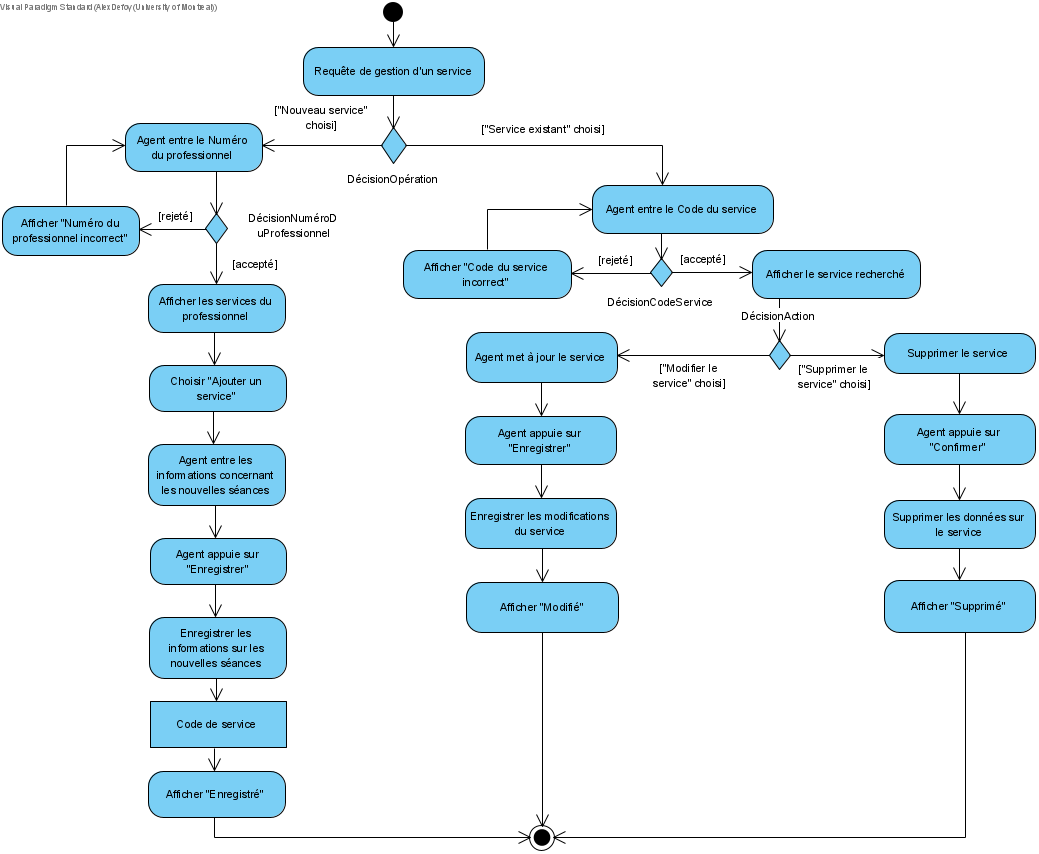 Visual Paradigm Standard (Alex Defoy (University of Montreal))
Requête de gestion d'un service
["Nouveau service"
choisi]
["Service existant" choisi]
DécisionOpération
Agent entre le Numéro
du professionnel
[rejeté]
Afficher "Numéro du
professionnel incorrect"
DécisionNuméroD
uProfessionnel
[accepté]
Afficher les services du
professionnel
Choisir "Ajouter un
service"
Agent entre les
informations concernant
les nouvelles séances
Agent appuie sur
"Enregistrer"
Enregistrer les
informations sur les
nouvelles séances
Code de service
Afficher "Enregistré"
Agent entre le Code du service
[rejeté]
[accepté]
Afficher "Code du service
incorrect"
DécisionCodeService
Afficher le service recherché
DécisionAction
["Modifier le
service" choisi]
["Supprimer le
service" choisi]
Agent met à jour le service
Agent appuie sur
"Enregistrer"
Enregistrer les modifications
du service
Afficher "Modifié"
Supprimer le service
Agent appuie sur
"Confirmer"
Supprimer les données sur
le service
Afficher "Supprimé"